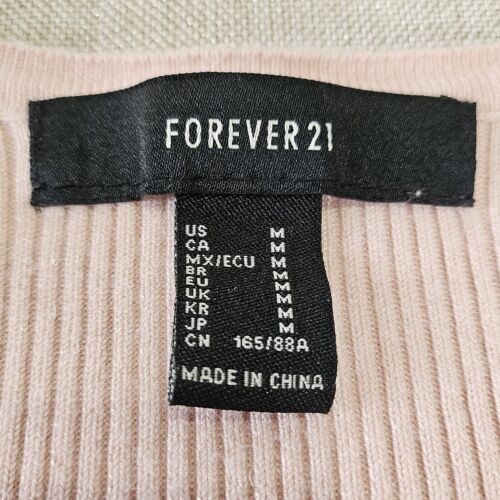 FOREVER 21
US M
CA M
MX/ECU M
BR M
EU M
UK M
KR M
JP M
CN 165/88A
MADE IN CHINA